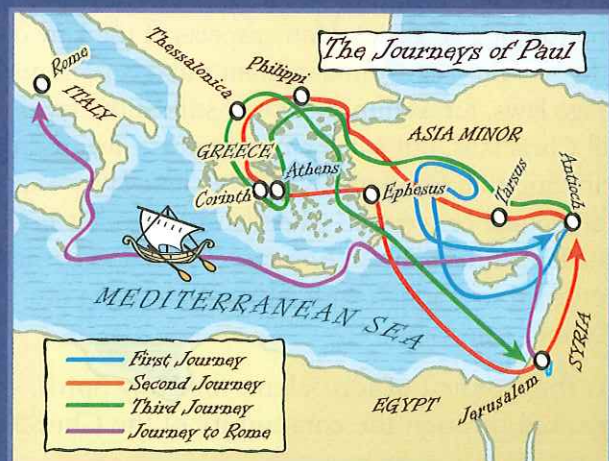 The Journeys of Paul
Rome
ITALY
Thessalonica
Philippi
GREECE
Athens
Corinth
Ephesus
ASIA MINOR
Tarsus
Antioch
MEDITERRANEAN SEA
SYRIA
Jerusalem
EGYPT
First Journey
Second Journey
Third Journey
Journey to Rome